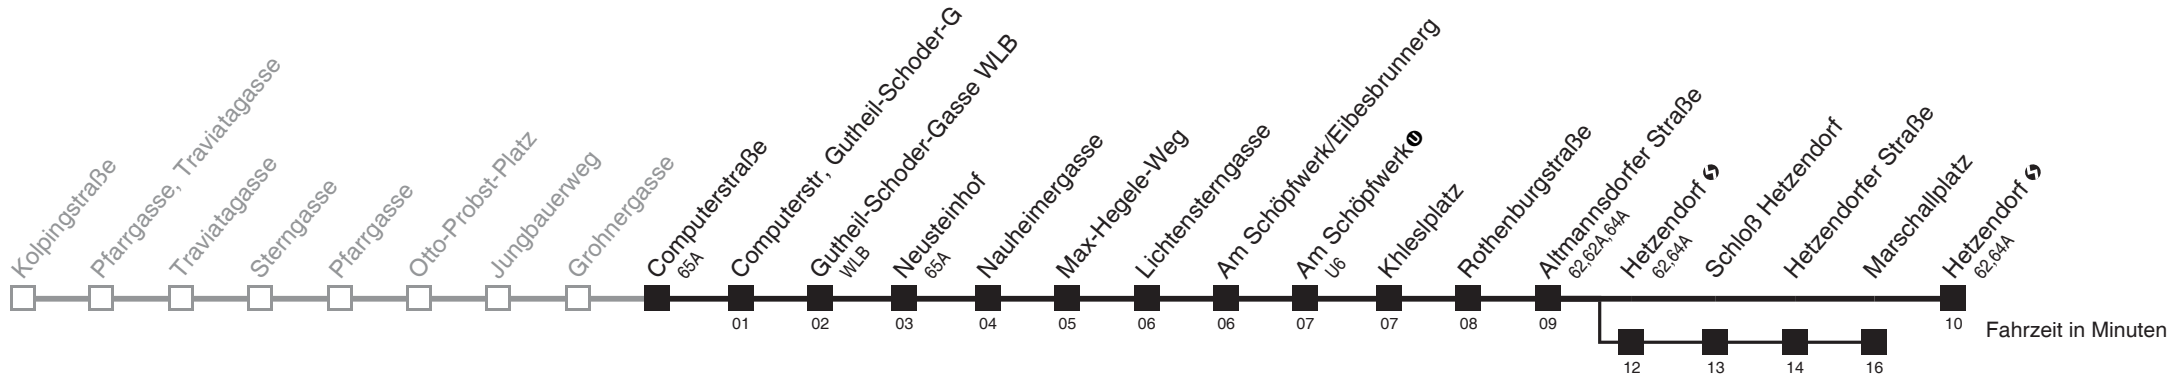 Kolpingstraße
Pfarrgasse, Traviatagasse
Traviatagasse
Sterngasse
Pfarrgasse
Otto-Probst-Platz
Jungbauerweg
Grohnergasse
Computerstraße
65A
Computerstr, Gutheil-Schoder-G
Gutheil-Schoder-Gasse WLB
WLB
Neusteinhof
65A
Nauheimergasse
Max-Hegele-Weg
Lichtensterngasse
Am Schöpfwerk/Eibesbrunnerg
Am Schöpfwerk U
U6
Khleslplatz
Rothenburgstraße
Altmannsdorfer Straße
62,62A,64A
Hetzendorf
62,64A
Schloß Hetzendorf
Hetzendorfer Straße
Marschallplatz
Hetzendorf
62,64A
01 02 03 04 05 06 06 07 07 08 09 10
Fahrzeit in Minuten
12 13 14 16